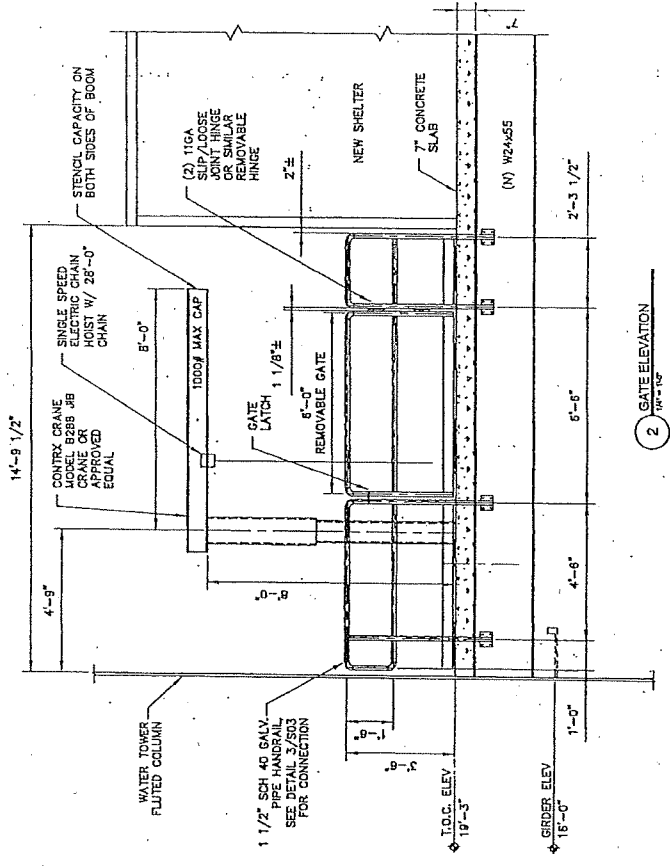 14'-9 1/2"
4'-9"
CONTRX CRANE
MODEL B28B JIB
CRANE OR
APPROVED
EQUAL
SINGLE SPEED
ELECTRIC CHAIN
HOIST W/ 28'-0"
CHAIN
STENCIL CAPACITY ON
BOTH SIDES OF BOOM
8'-0"
1000# MAX CAP
WATER TOWER
FLUTED COLUMN
8'-0"
GATE
LATCH
1 1/8"±
6'-0"
REMOVABLE GATE
(2) 11GA
SLIP/LOOSE
JOINT HINGE
OR SIMILAR
REMOVABLE
HINGE
2"±
NEW SHELTER
1 1/2" SCH 40 GALV.
PIPE HANDRAIL,
SEE DETAIL 3/S03
FOR CONNECTION
1'-6"
3'-6"
7" CONCRETE
SLAB
7"
T.O.C. ELEV
19'-3"
(N) W24x55
GIRDER ELEV
16'-0"
1'-0"
4'-6"
2'-3 1/2"
2
GATE ELEVATION